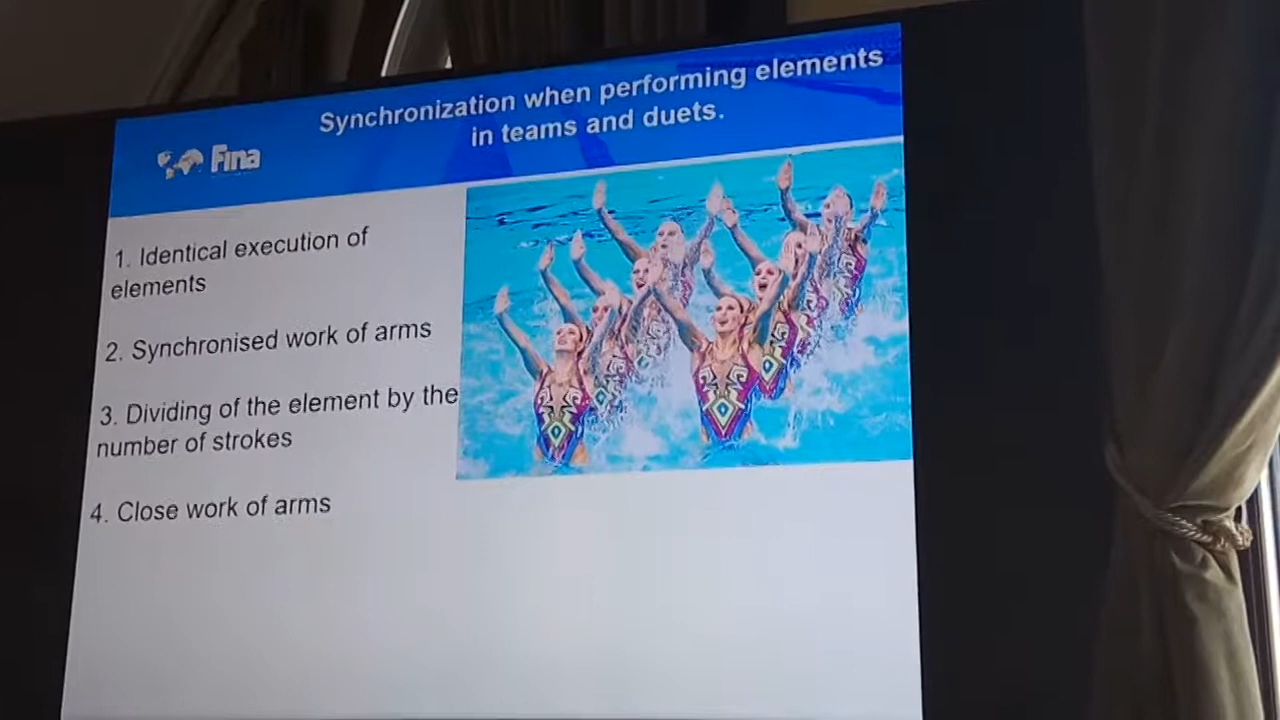 Synchronization when performing elements
in teams and duets.
Fina
1. Identical execution of
elements
2. Synchronised work of arms
3. Dividing of the element by the
number of strokes
4. Close work of arms